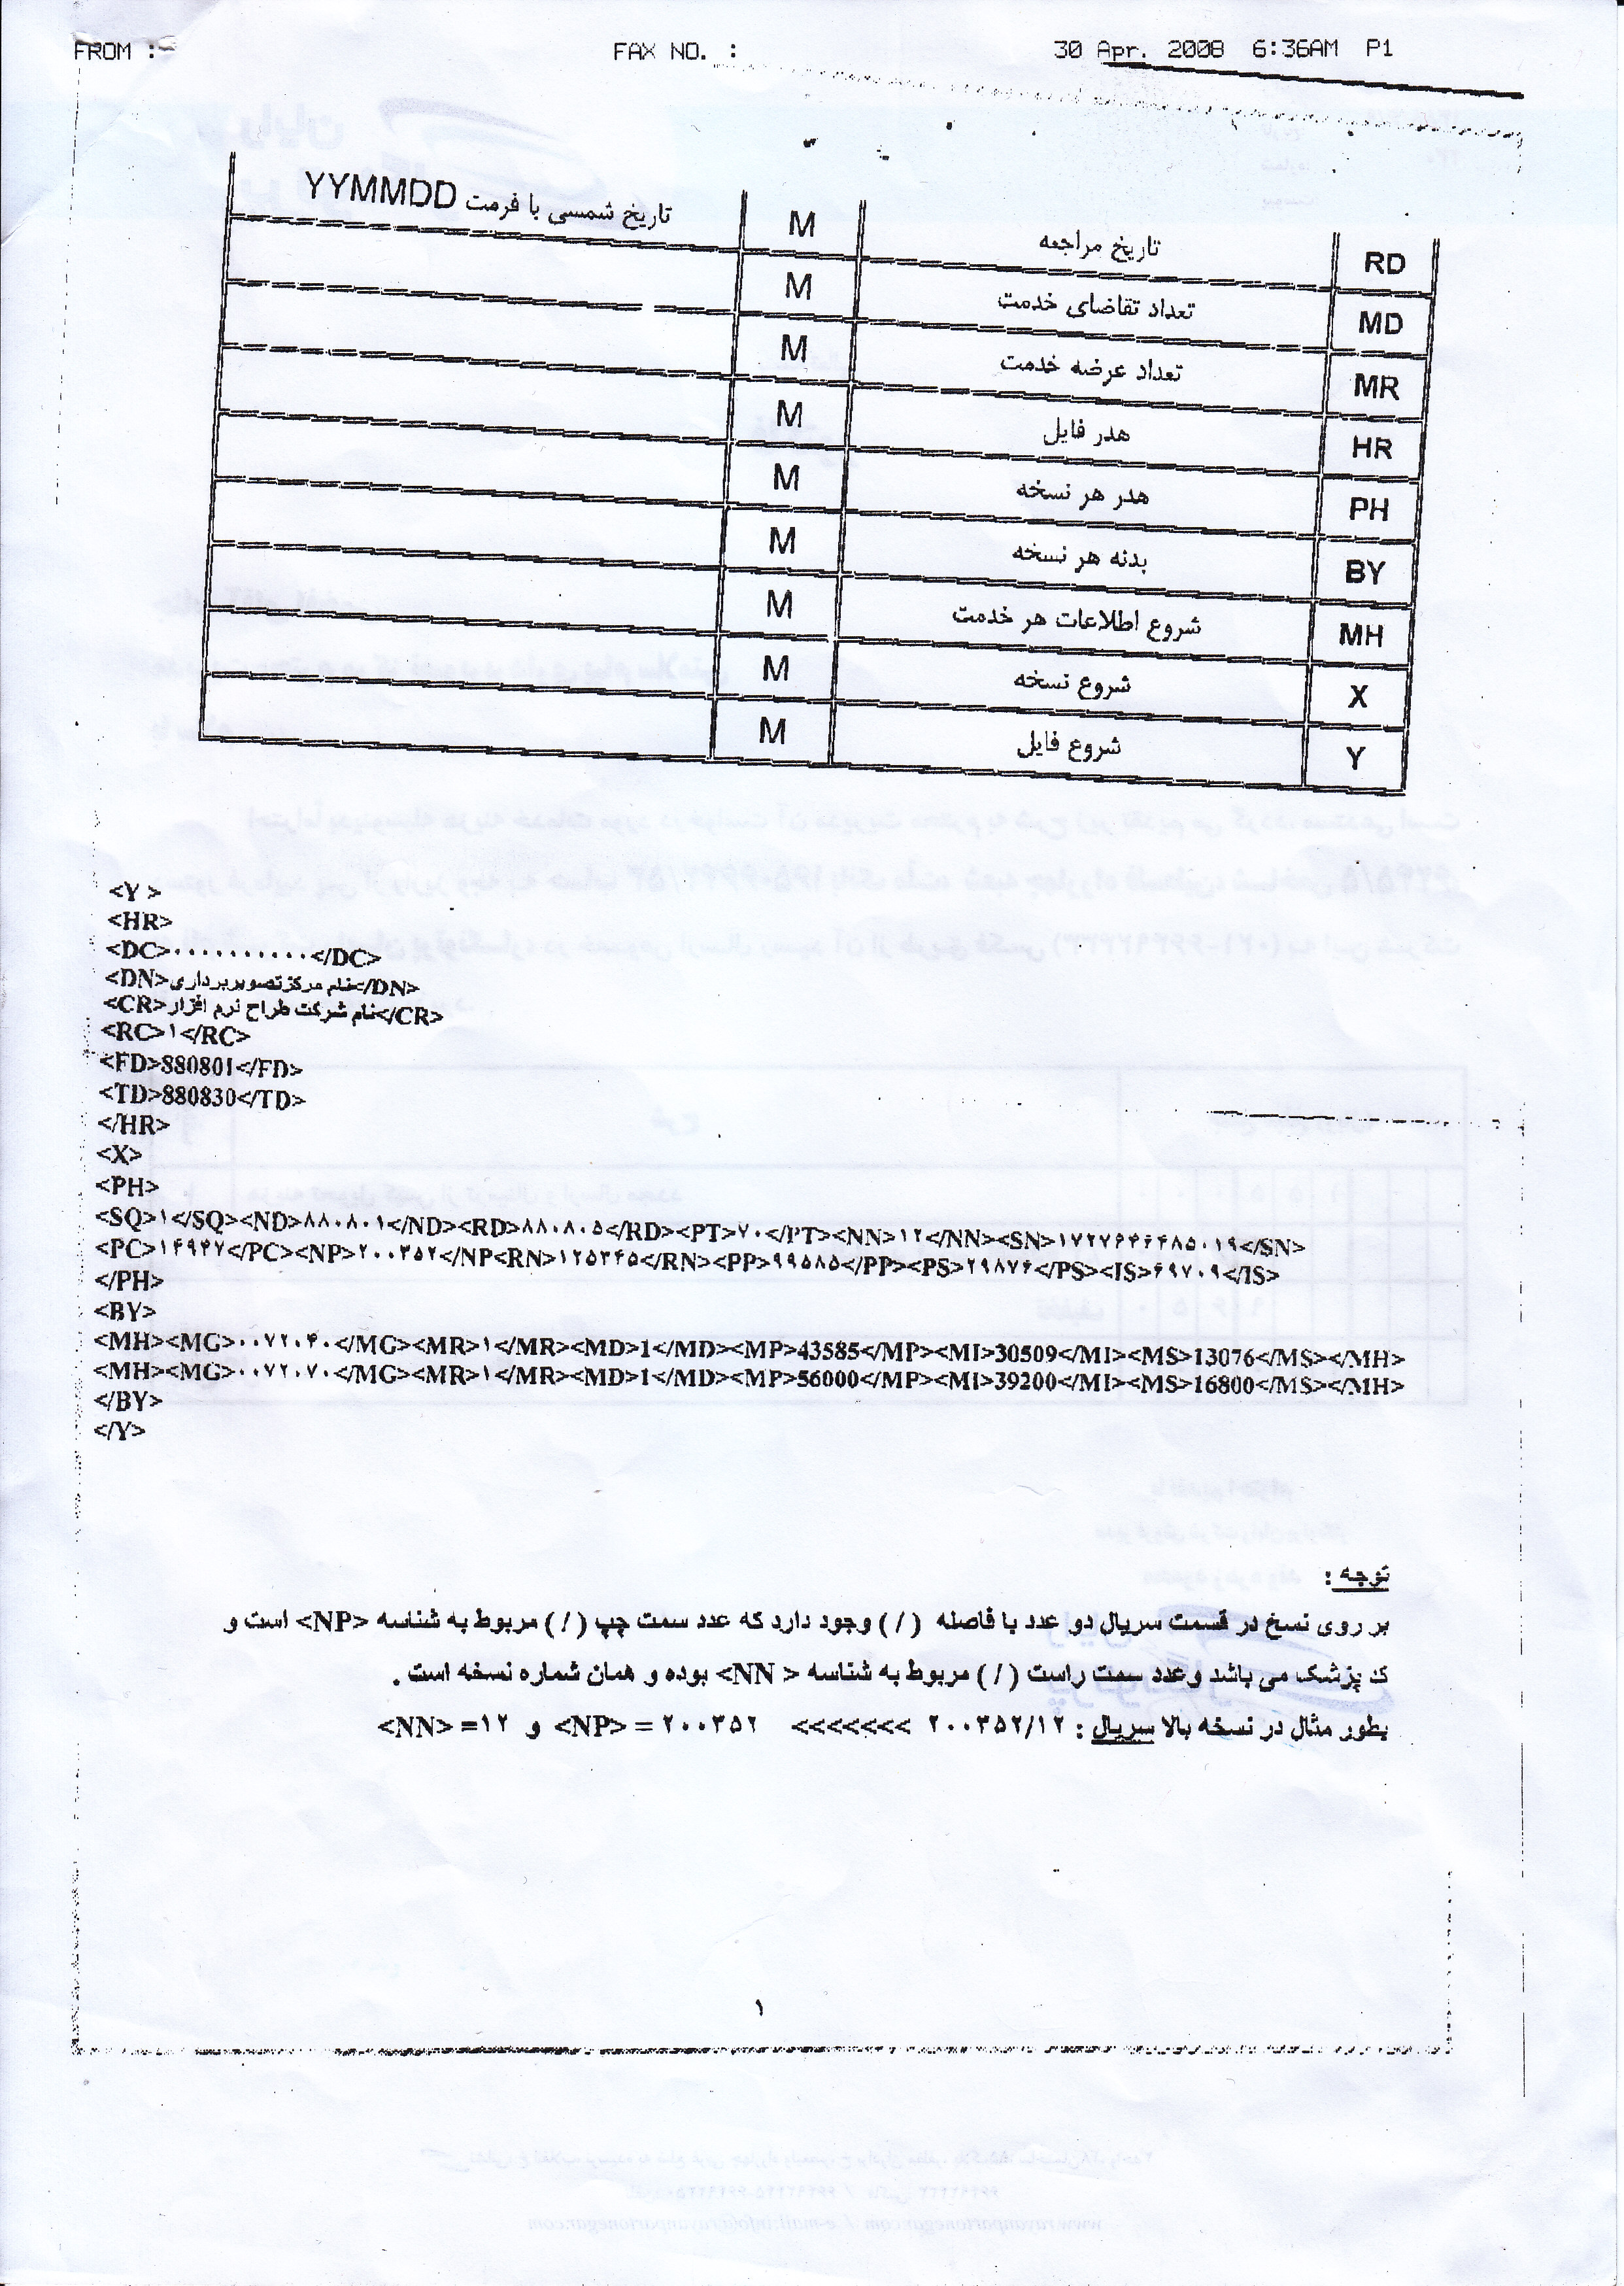 FROM :
FAX NO. :
30 Apr. 2008 6:36AM P1
RD تاریخ مراجعه M تاریخ شمسی با فرمت YYMMDD
MD تعداد تقاضای خدمت M
MR تعداد عرضه خدمت M
HR هدر فایل M
PH هدر هر نسخه M
BY بدنه هر نسخه M
MH شروع اطلاعات هر خدمت M
X شروع نسخه M
Y شروع فایل M
<Y >
<HR>
<DC>۰۰۰۰۰۰۰۰۰۰</DC>
<DN>نام مرکزتصویربرداری</DN>
<CR>نام شرکت طراح نرم افزار</CR>
<RC>۱</RC>
<FD>880801</FD>
<TD>880830</TD>
</HR>
<X>
<PH>
<SQ>۱</SQ><ND>۸۸۰۸۰۱</ND><RD>۸۸۰۸۰۵</RD><PT>۷۰</PT><NN>۱۲</NN><SN>۱۷۲۷۶۴۶۴۸۵۰۱۹</SN>
<PC>۱۴۹۴۷</PC><NP>۲۰۰۳۵۲</NP<RN>۱۲۵۳۴۵</RN><PP>۹۹۵۸۵</PP><PS>۲۹۸۷۶</PS><IS>۶۹۷۰۹</IS>
</PH>
<BY>
<MH><MG>۰۰۷۲۰۴۰</MG><MR>۱</MR><MD>1</MD><MP>43585</MP><MI>30509</MI><MS>13076</MS></MH>
<MH><MG>۰۰۷۲۰۷۰</MG><MR>۱</MR><MD>1</MD><MP>56000</MP><MI>39200</MI><MS>16800</MS></MH>
</BY>
</Y>
توجه :
بر روی نسخ در قسمت سریال دو عدد با فاصله ( / ) وجود دارد که عدد سمت چپ ( / ) مربوط به شناسه <NP> است و
کد پزشک می باشد و عدد سمت راست ( / ) مربوط به شناسه < NN> بوده و همان شماره نسخه است .
بطور مثال در نسخه بالا سریال : ۲۰۰۳۵۲/۱۲ >>>>>>> ۲۰۰۳۵۲ = <NP> و ۱۲= <NN>
۱